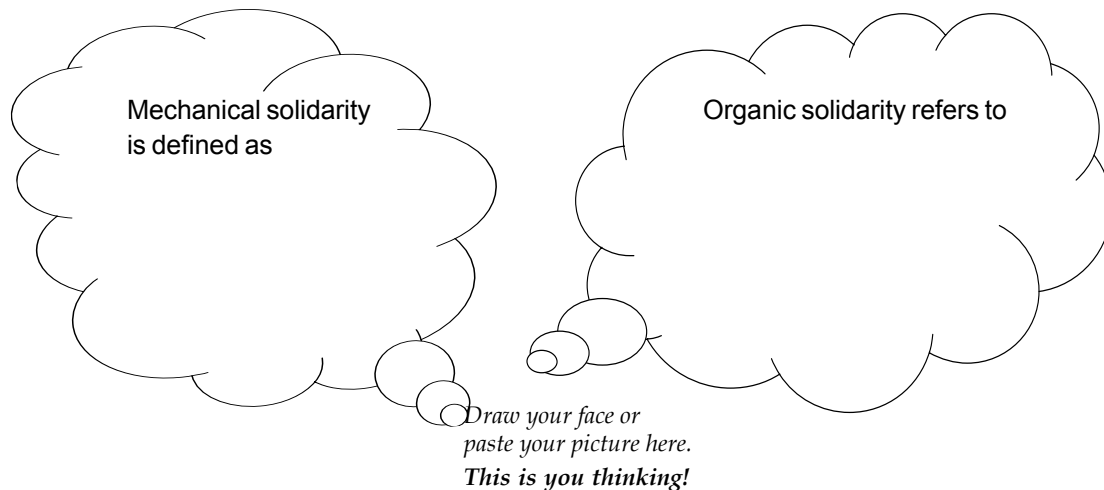 Mechanical solidarity
is defined as
Organic solidarity refers to
Draw your face or
paste your picture here.
This is you thinking!